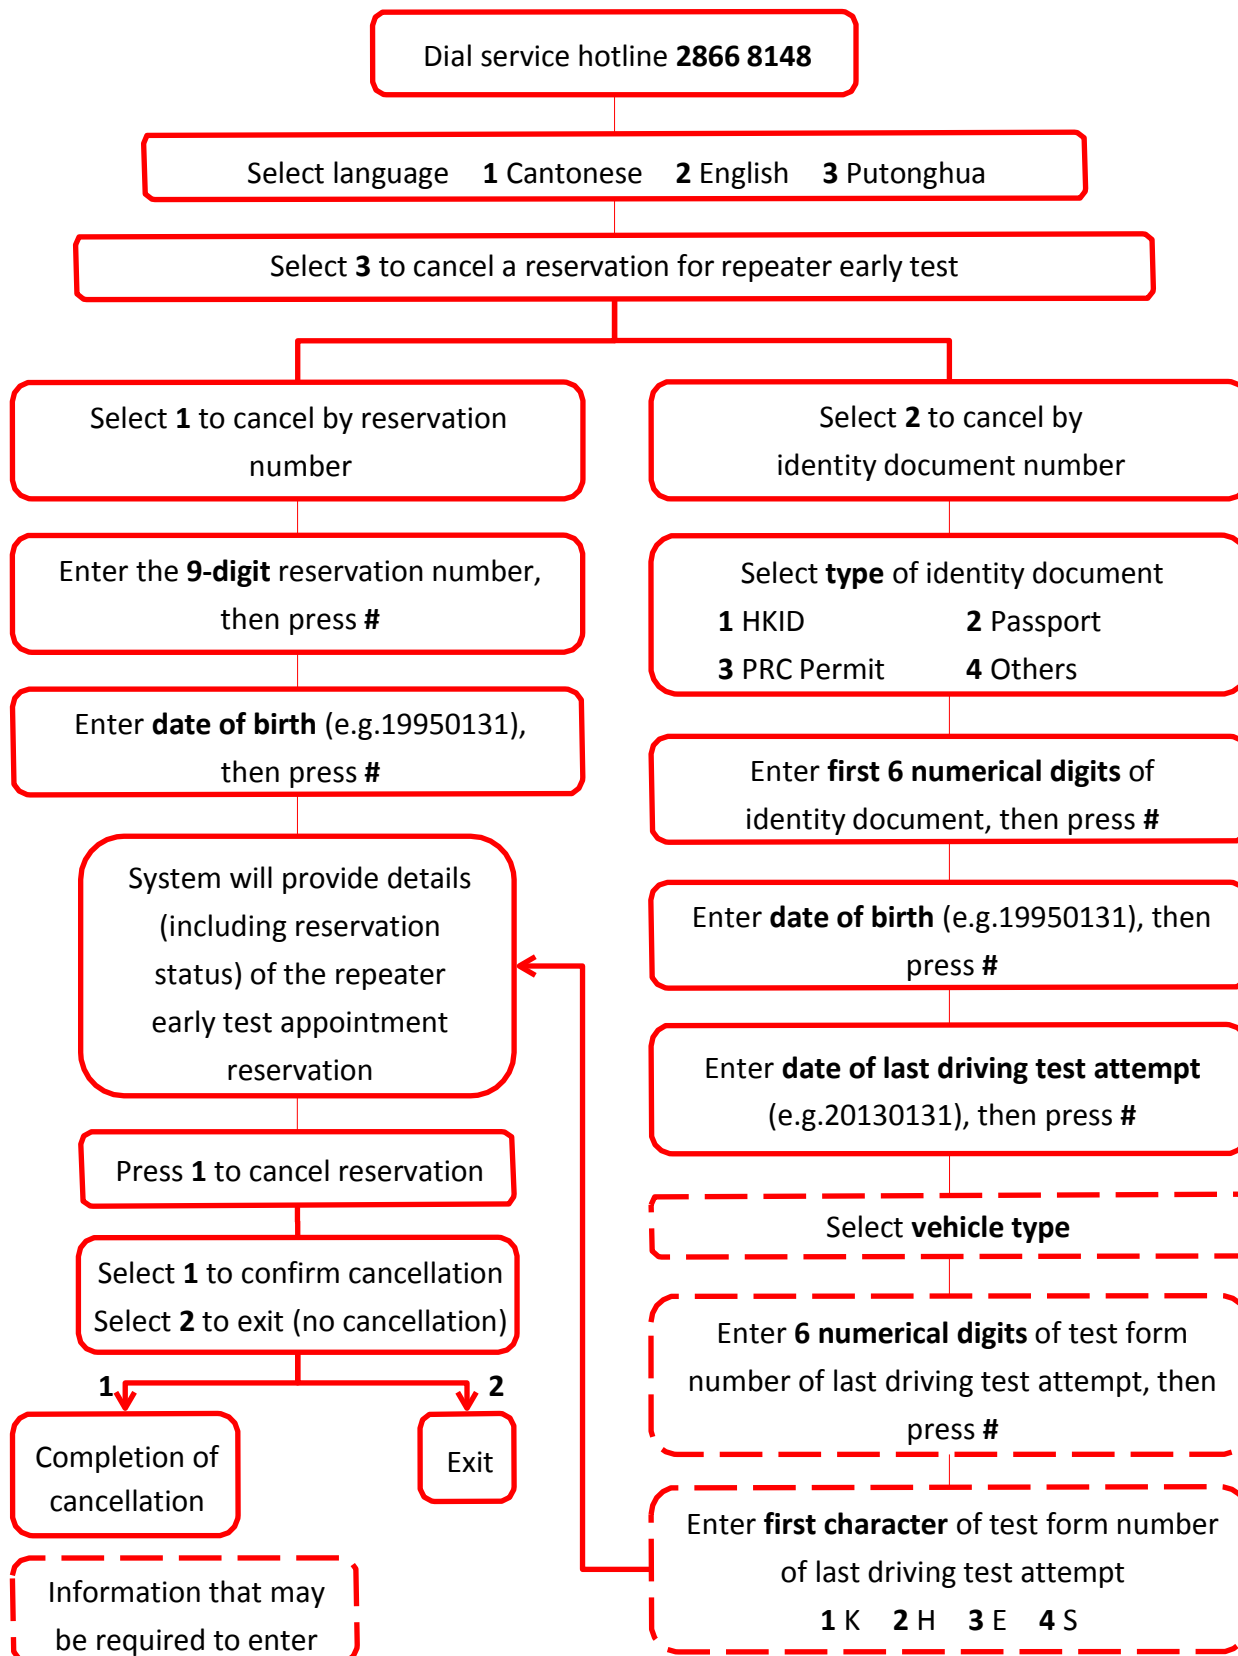 Dial service hotline 2866 8148
Select language 1 Cantonese 2 English 3 Putonghua
Select 3 to cancel a reservation for repeater early test
Select 1 to cancel by reservation
number
Enter the 9-digit reservation number,
then press #
Enter date of birth (e.g.19950131),
then press #
System will provide details
(including reservation
status) of the repeater
early test appointment
reservation
Press 1 to cancel reservation
Select 1 to confirm cancellation
Select 2 to exit (no cancellation)
1
2
Completion of
cancellation
Exit
Information that may
be required to enter
Select 2 to cancel by
identity document number
Select type of identity document
1 HKID 2 Passport
3 PRC Permit 4 Others
Enter first 6 numerical digits of
identity document, then press #
Enter date of birth (e.g.19950131), then
press #
Enter date of last driving test attempt
(e.g.20130131), then press #
Select vehicle type
Enter 6 numerical digits of test form
number of last driving test attempt, then
press #
Enter first character of test form number
of last driving test attempt
1 K 2 H 3 E 4 S